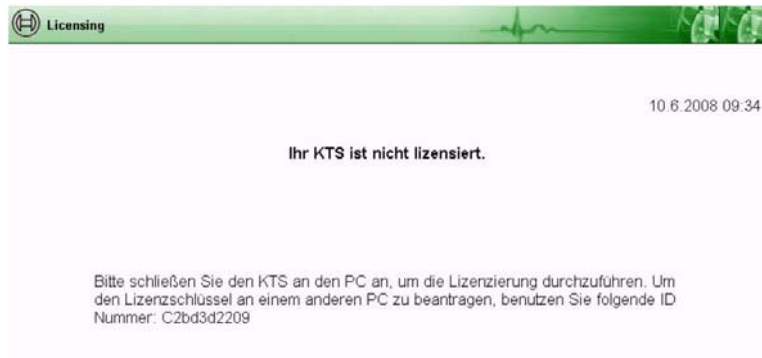 Licensing
10.6.2008 09:34
Ihr KTS ist nicht lizensiert.
Bitte schließen Sie den KTS an den PC an, um die Lizenzierung durchzuführen. Um
den Lizenzschlüssel an einem anderen PC zu beantragen, benutzen Sie folgende ID
Nummer: C2bd3d2209